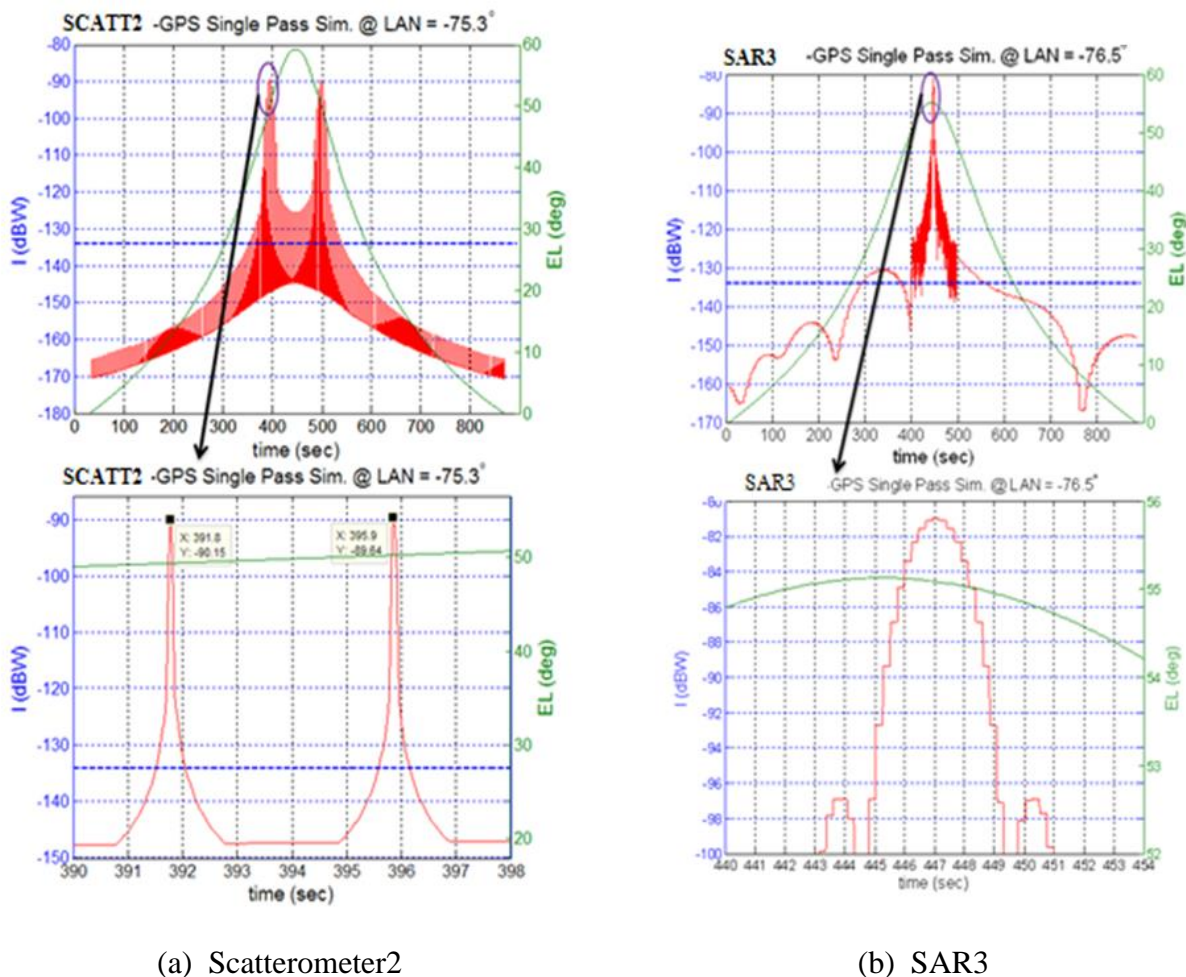 SCATT2 -GPS Single Pass Sim. @ LAN = -75.3°
-80
-90
-100
-110
-120
-130
-140
-150
-160
-170
-180
I (dBW)
60
50
40
30
20
10
0
EL (deg)
0 100 200 300 400 500 600 700 800
time (sec)
SCATT2 -GPS Single Pass Sim. @ LAN = -75.3°
-90
-100
-110
-120
-130
-140
-150
I (dBW)
X: 391.8
Y: -90.15
X: 395.9
Y: -89.64
50
40
30
20
EL (deg)
390 391 392 393 394 395 396 397 398
time (sec)
(a) Scatterometer2
SAR3 -GPS Single Pass Sim. @ LAN = -76.5°
-80
-90
-100
-110
-120
-130
-140
-150
-160
-170
I (dBW)
60
50
40
30
20
10
0
EL (deg)
0 100 200 300 400 500 600 700 800
time (sec)
SAR3 -GPS Single Pass Sim. @ LAN = -76.5°
-80
-82
-84
-86
-88
-90
-92
-94
-96
-98
-100
I (dBW)
56
55
54
53
52
EL (deg)
440 441 442 443 444 445 446 447 448 449 450 451 452 453 454
time (sec)
(b) SAR3